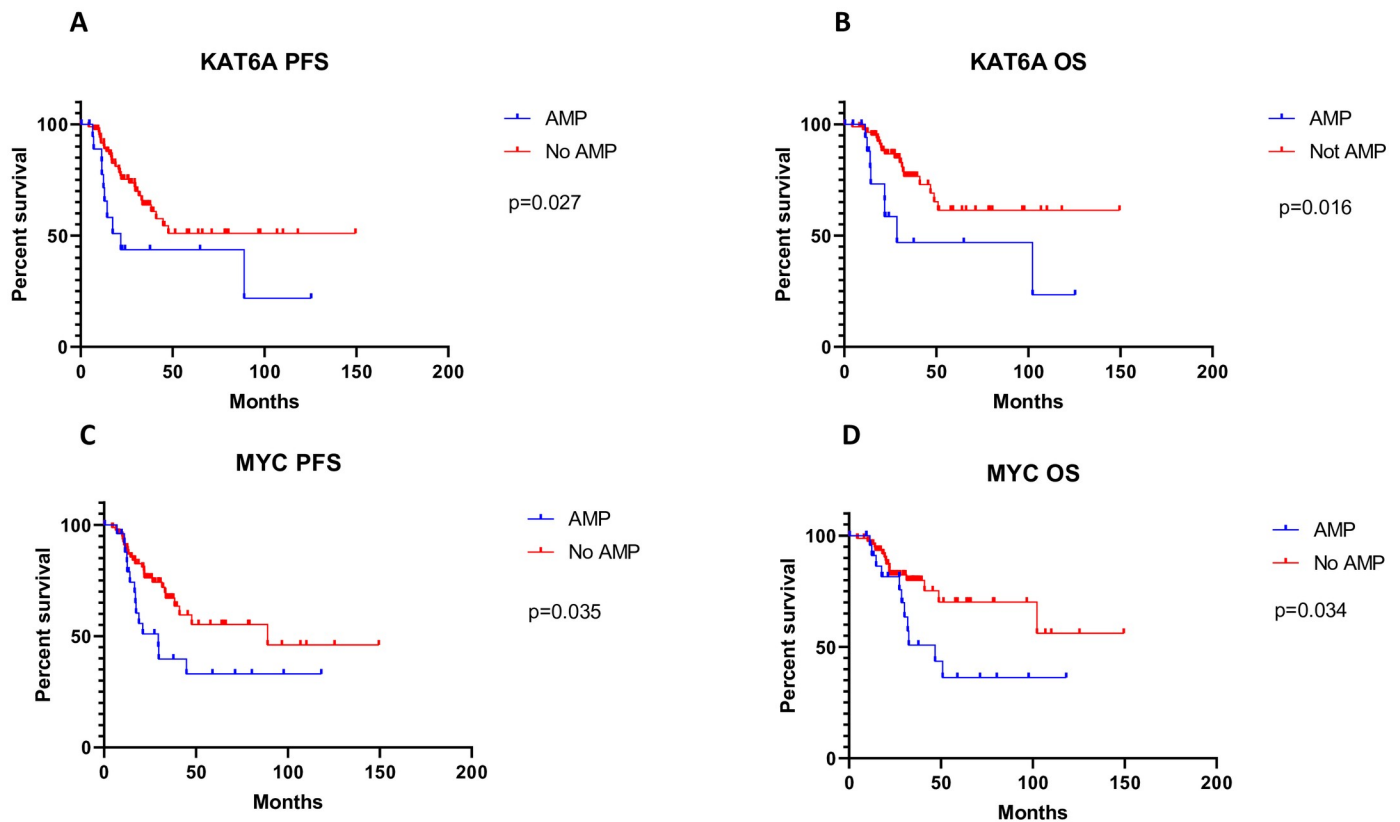 A
KAT6A PFS
Percent survival
100
50
0
0 50 100 150 200
Months
AMP
No AMP
p=0.027
B
KAT6A OS
Percent survival
100
50
0
0 50 100 150 200
Months
AMP
Not AMP
p=0.016
C
MYC PFS
Percent survival
100
50
0
0 50 100 150 200
Months
AMP
No AMP
p=0.035
D
MYC OS
Percent survival
100
50
0
0 50 100 150 200
Months
AMP
No AMP
p=0.034